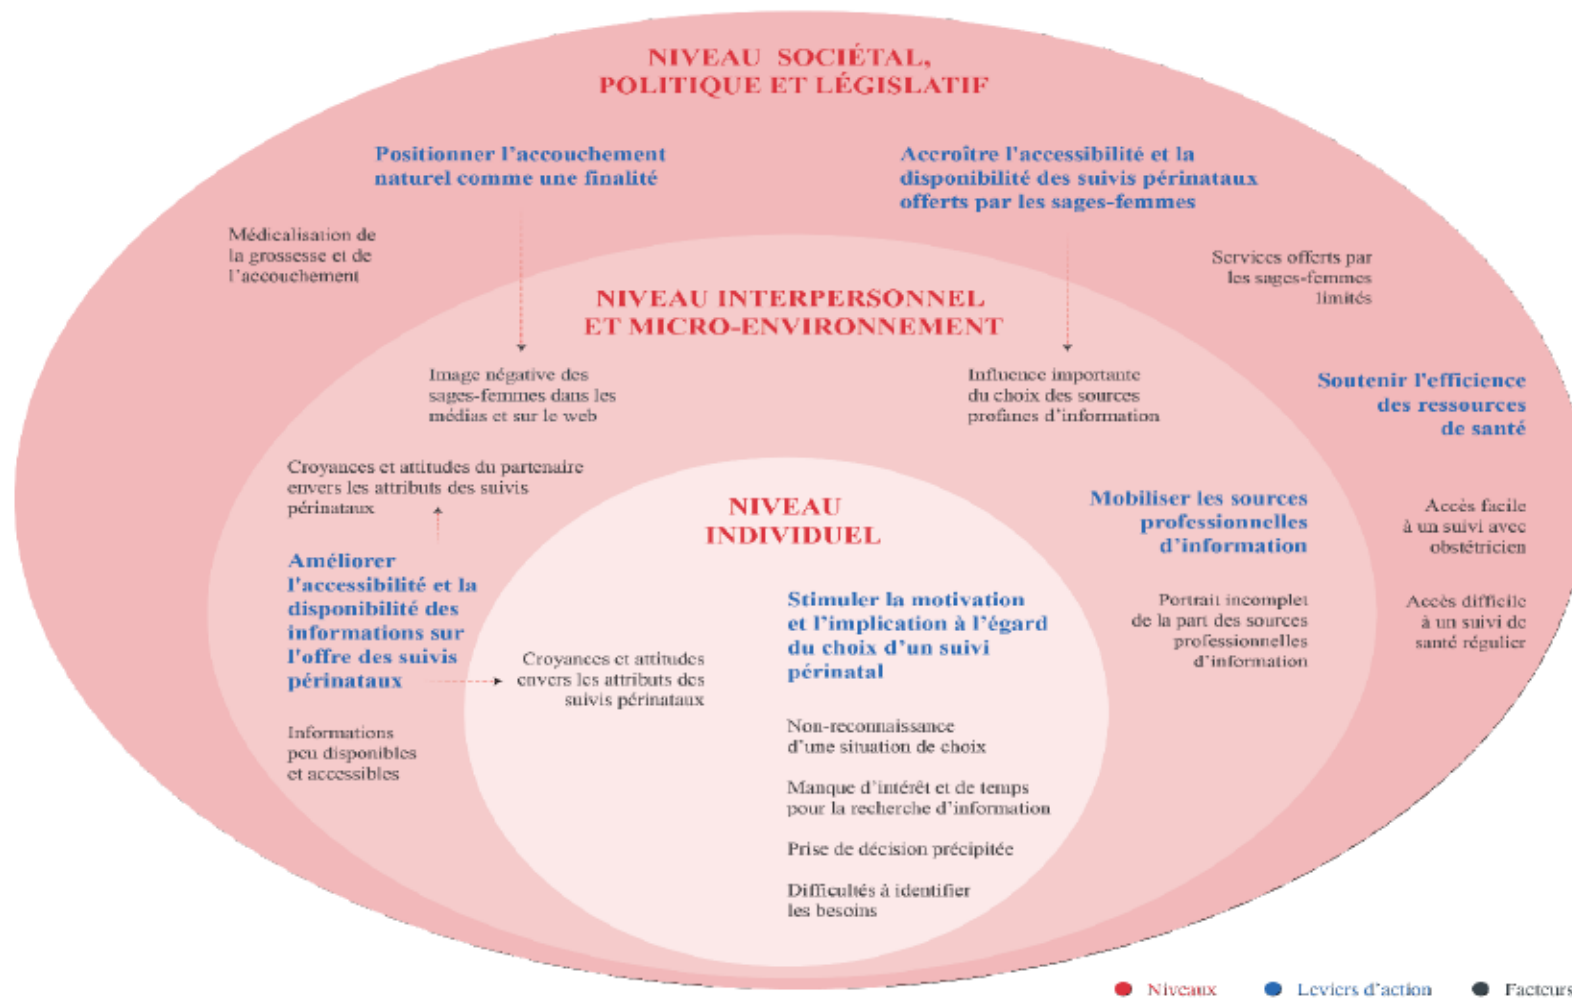 NIVEAU SOCIÉTAL,
POLITIQUE ET LÉGISLATIF
Positionner l'accouchement
naturel comme une finalité
Accroître l'accessibilité et la
disponibilité des suivis périnataux
offerts par les sages-femmes
Médicalisation de
la grossesse et de
l'accouchement
Services offerts par
les sages-femmes
limités
NIVEAU INTERPERSONNEL
ET MICRO-ENVIRONNEMENT
Image négative des
sages-femmes dans les
médias et sur le web
Influence importante
du choix des sources
profanes d'information
Soutenir l'efficience
des ressources
de santé
Croyances et attitudes du partenaire
envers les attributs des suivis
périnataux
NIVEAU
INDIVIDUEL
Mobiliser les sources
professionnelles
d'information
Accès facile
à un suivi avec
obstétricien
Améliorer
l'accessibilité et la
disponibilité des
informations sur
l'offre des suivis
périnataux
Stimuler la motivation
et l'implication à l'égard
du choix d'un suivi
périnatal
Portrait incomplet
de la part des sources
professionnelles
d'information
Accès difficile
à un suivi de
santé régulier
Croyances et attitudes
envers les attributs des
suivis périnataux
Informations
peu disponibles
et accessibles
Non-reconnaissance
d'une situation de choix
Manque d'intérêt et de temps
pour la recherche d'information
Prise de décision précipitée
Difficultés à identifier
les besoins
Niveaux
Leviers d'action
Facteurs